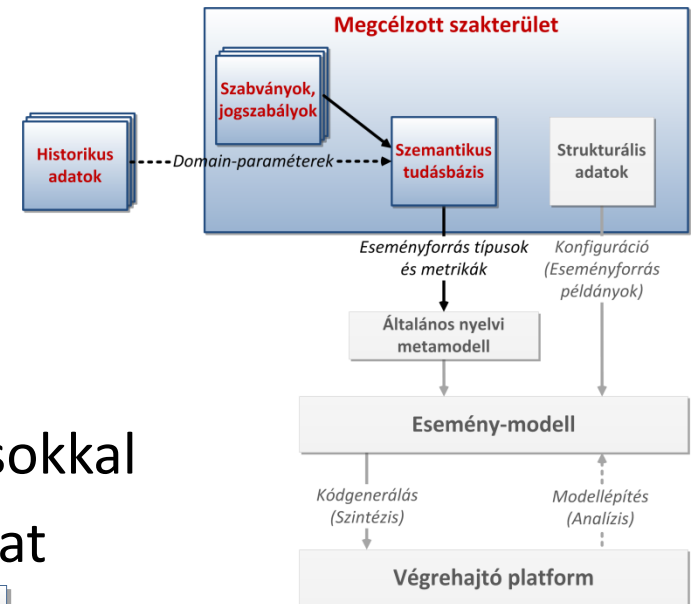 Megcélzott szakterület
Szabványok,
jogszabályok
Historikus
adatok
Domain-paraméterek
Szemantikus
tudásbázis
Strukturális
adatok
Eseményforrás típusok
és metrikák
Konfiguráció
(Eseményforrás
példányok)
Általános nyelvi
metamodell
Esemény-modell
sokkal
Kódgenerálás
(Szintézis)
Modellépítés
(Analízis)
at
Végrehajtó platform